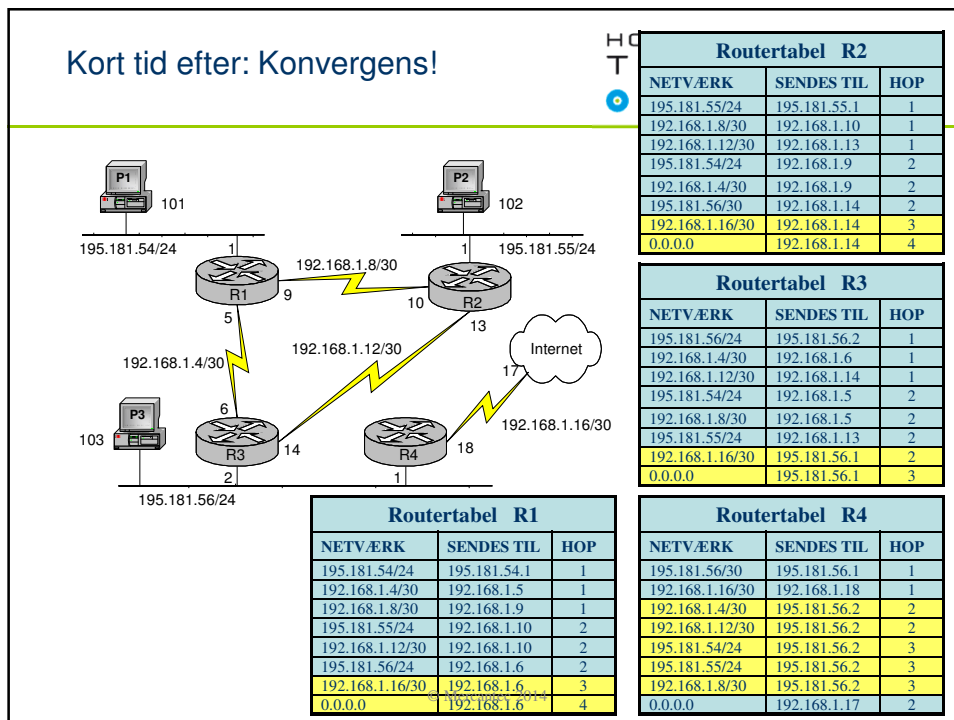 Kort tid efter: Konvergens!
H C
T
Routertabel R2
NETVÆRK SENDES TIL HOP
195.181.55/24 195.181.55.1 1
192.168.1.8/30 192.168.1.10 1
192.168.1.12/30 192.168.1.13 1
195.181.54/24 192.168.1.9 2
192.168.1.4/30 192.168.1.9 2
195.181.56/30 192.168.1.14 2
192.168.1.16/30 192.168.1.14 3
0.0.0.0 192.168.1.14 4
P1
101
P2
102
195.181.54/24
1
1
195.181.55/24
192.168.1.8/30
R1
9
10
R2
5
13
192.168.1.4/30
192.168.1.12/30
Internet
17
P3
103
6
R3
14
R4
18
192.168.1.16/30
2
1
195.181.56/24
Routertabel R3
NETVÆRK SENDES TIL HOP
195.181.56/24 195.181.56.2 1
192.168.1.4/30 192.168.1.6 1
192.168.1.12/30 192.168.1.14 1
195.181.54/24 192.168.1.5 2
192.168.1.8/30 192.168.1.5 2
195.181.55/24 192.168.1.13 2
192.168.1.16/30 195.181.56.1 2
0.0.0.0 195.181.56.1 3
Routertabel R1
NETVÆRK SENDES TIL HOP
195.181.54/24 195.181.54.1 1
192.168.1.4/30 192.168.1.5 1
192.168.1.8/30 192.168.1.9 1
195.181.55/24 192.168.1.10 2
192.168.1.12/30 192.168.1.10 2
195.181.56/24 192.168.1.6 2
192.168.1.16/30 192.168.1.6 3
0.0.0.0 192.168.1.6 4
© Mercantec 2014
Routertabel R4
NETVÆRK SENDES TIL HOP
195.181.56/30 195.181.56.1 1
192.168.1.16/30 192.168.1.18 1
192.168.1.4/30 195.181.56.2 2
192.168.1.12/30 195.181.56.2 2
195.181.54/24 195.181.56.2 3
195.181.55/24 195.181.56.2 3
192.168.1.8/30 195.181.56.2 3
0.0.0.0 192.168.1.17 2